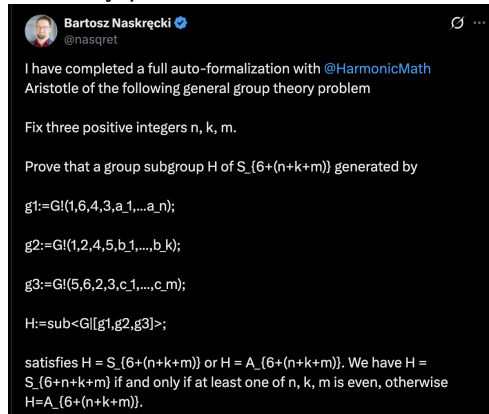 Bartosz Naskręcki
@nasqret
I have completed a full auto-formalization with @HarmonicMath
Aristotle of the following general group theory problem
Fix three positive integers n, k, m.
Prove that a group subgroup H of S_{6+(n+k+m)} generated by
g1:=G!(1,6,4,3,a_1,...a_n);
g2:=G!(1,2,4,5,b_1,...,b_k);
g3:=G!(5,6,2,3,c_1,...,c_m);
H:=sub<G|[g1,g2,g3]>;
satisfies H = S_{6+(n+k+m)} or H = A_{6+(n+k+m)}. We have H =
S_{6+n+k+m} if and only if at least one of n, k, m is even, otherwise
H=A_{6+(n+k+m)}.